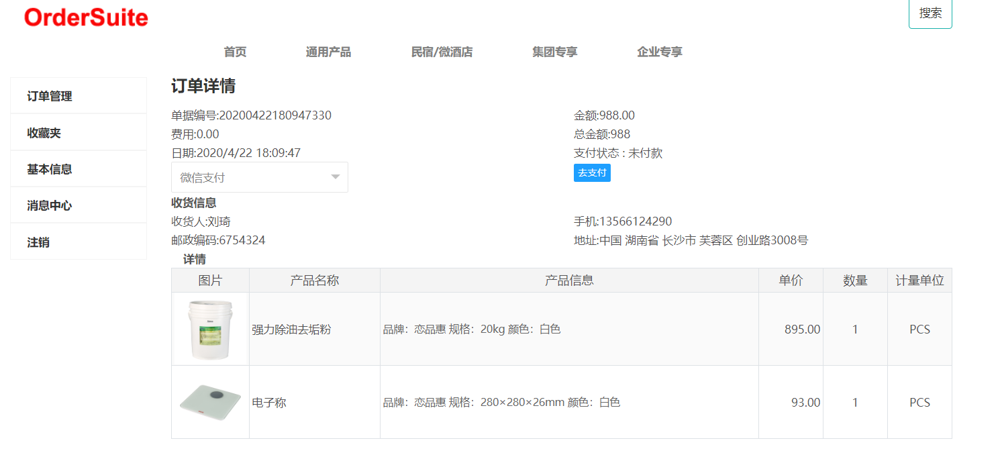 OrderSuite
搜索
首页 通用产品 民宿/微酒店 集团专享 企业专享
订单管理
收藏夹
基本信息
消息中心
注销
订单详情
单据编号:20200422180947330 金额:988.00
费用:0.00 总金额:988
日期:2020/4/22 18:09:47 支付状态 : 未付款
微信支付 去支付
收货信息
收货人:刘琦 手机:13566124290
邮政编码:6754324 地址:中国 湖南省 长沙市 芙蓉区 创业路3008号
详情
图片 产品名称 产品信息 单价 数量 计量单位
强力除油去垢粉 品牌：恋品惠 规格：20kg 颜色：白色 895.00 1 PCS
电子称 品牌：恋品惠 规格：280×280×26mm 颜色：白色 93.00 1 PCS